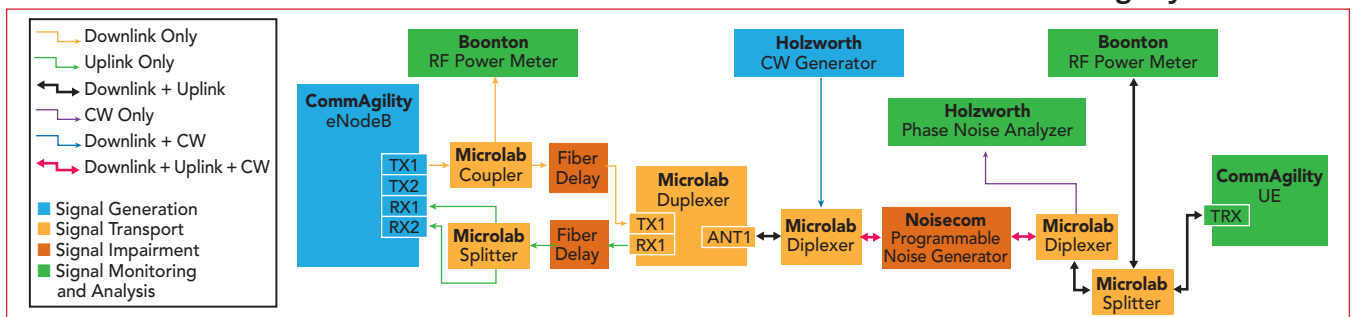 Downlink Only
Uplink Only
Downlink + Uplink
CW Only
Downlink + CW
Downlink + Uplink + CW
Signal Generation
Signal Transport
Signal Impairment
Signal Monitoring
and Analysis
CommAgility
eNodeB
TX1
TX2
RX1
RX2
Boonton
RF Power Meter
Microlab
Coupler
Fiber
Delay
Microlab
Splitter
Fiber
Delay
Microlab
Duplexer
TX1
RX1
ANT1
Holzworth
CW Generator
Microlab
Diplexer
Noisecom
Programmable
Noise Generator
Holzworth
Phase Noise Analyzer
Microlab
Diplexer
Boonton
RF Power Meter
Microlab
Splitter
CommAgility
UE
TRX